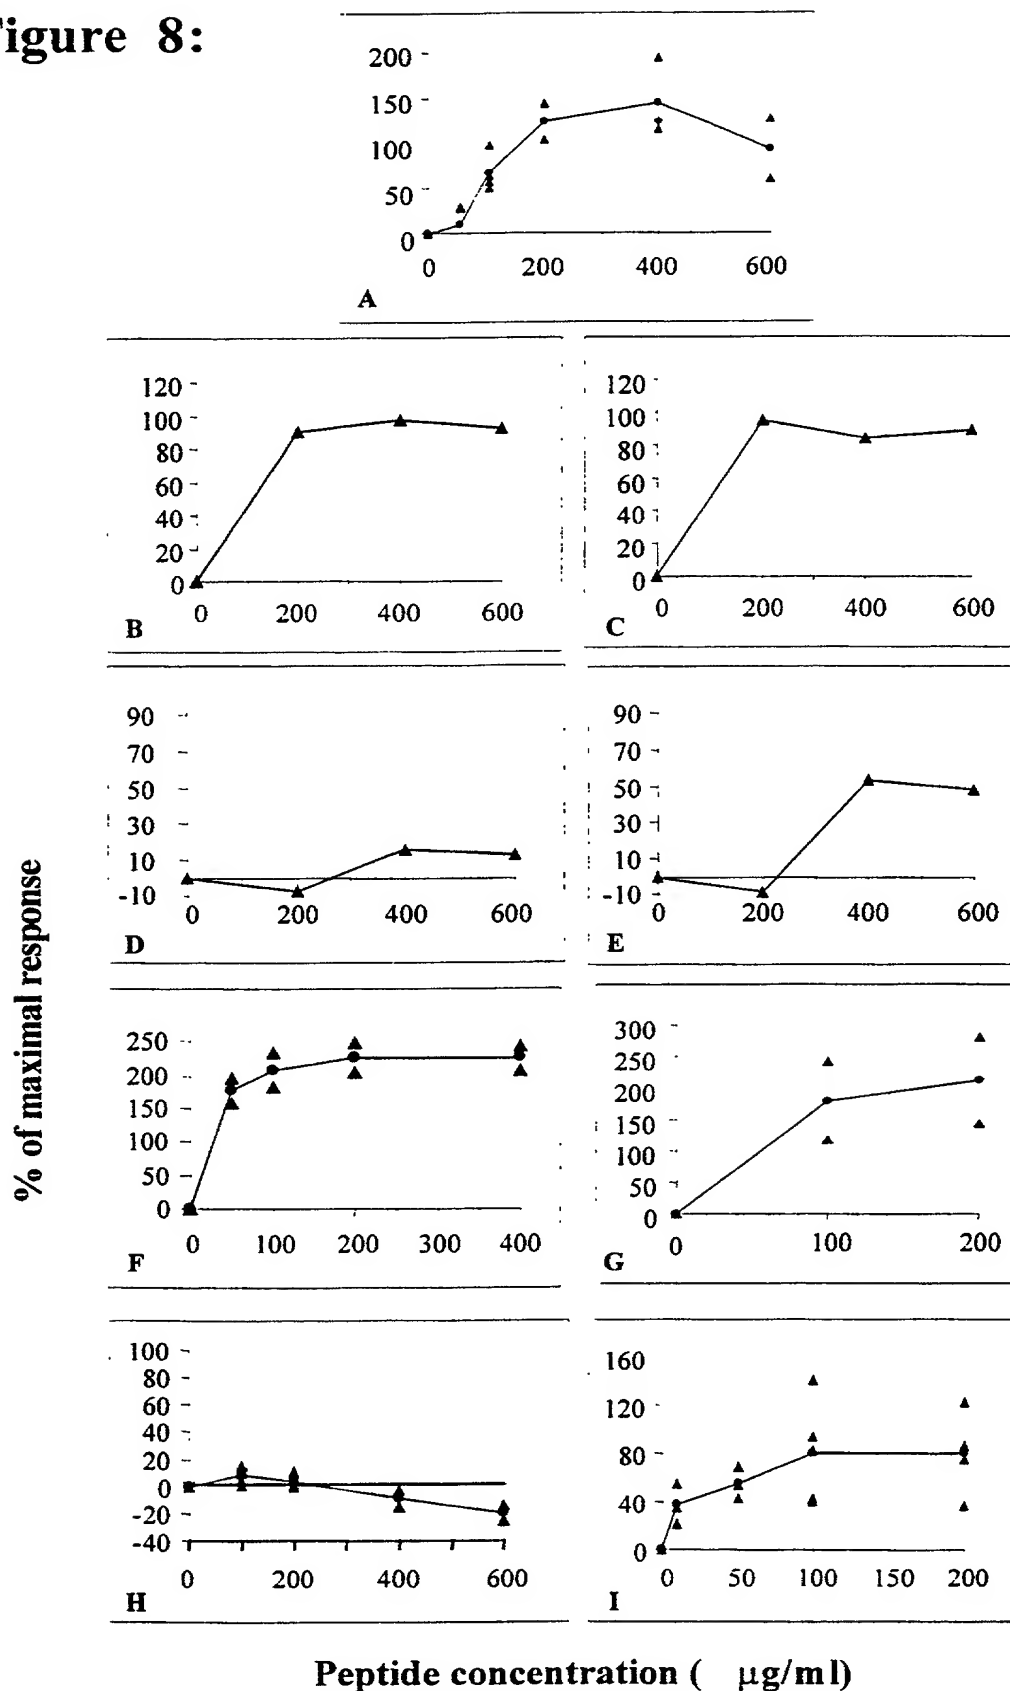 igure 8:
200
150
100
50
0
0 200 400 600
A
120
100
80
60
40
20
0
0 200 400 600
B
120
100
80
60
40
20
0
0 200 400 600
C
90
70
50
30
10
-10
0 200 400 600
D
90
70
50
30
10
-10
0 200 400 600
E
250
200
150
100
50
0
0 100 200 300 400
F
300
250
200
150
100
50
0
0 100 200
G
100
80
60
40
20
0
-20
-40
0 200 400 600
H
160
120
80
40
0
0 50 100 150 200
I
% of maximal response
Peptide concentration ( µg/ml)